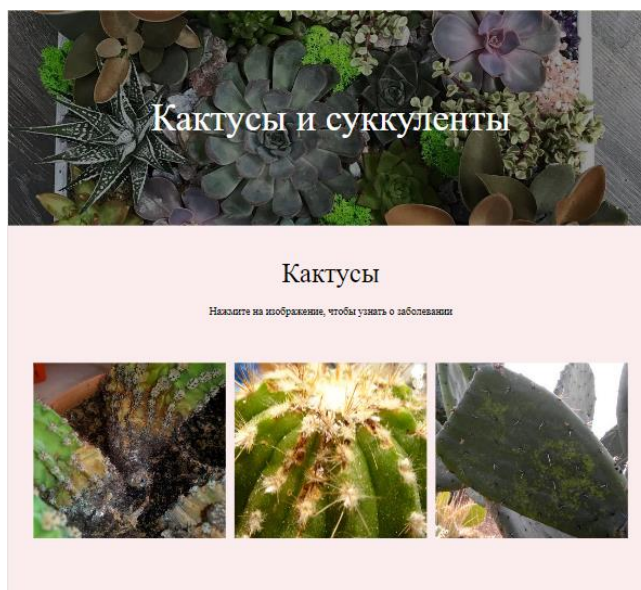 Кактусы и суккуленты
Кактусы
Нажмите на изображение, чтобы узнать о заболевании